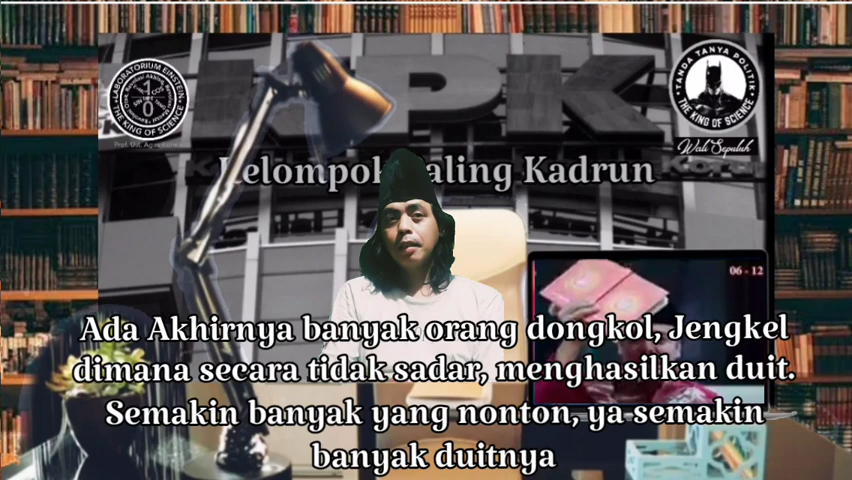 KPK
LABORATORIUM EINSTEIN
THE KING OF SCIENCE
TANDA TANYA POLITIK
THE KING OF SCIENCE
Wali Sepuluh
Kelompok Paling Kadrun
06 - 12
Ada Akhirnya banyak orang dongkol, Jengkel
dimana secara tidak sadar, menghasilkan duit.
Semakin banyak yang nonton, ya semakin
banyak duitnya